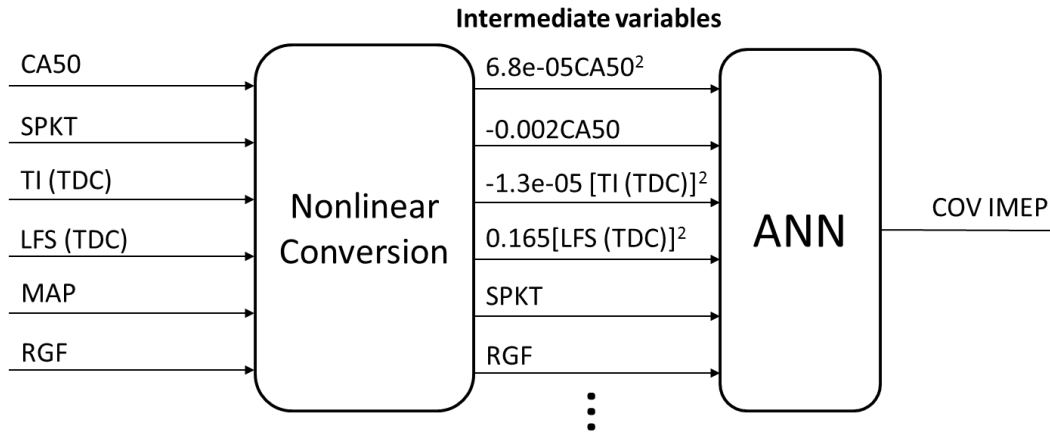 Intermediate variables
CA50
SPKT
TI (TDC)
LFS (TDC)
MAP
RGF
Nonlinear
Conversion
6.8e-05CA50²
-0.002CA50
-1.3e-05 [TI (TDC)]²
0.165[LFS (TDC)]²
SPKT
RGF
ANN
COV IMEP